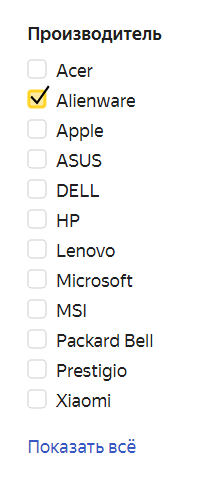 Производитель
Acer
Alienware
Apple
ASUS
DELL
HP
Lenovo
Microsoft
MSI
Packard Bell
Prestigio
Xiaomi
Показать всё